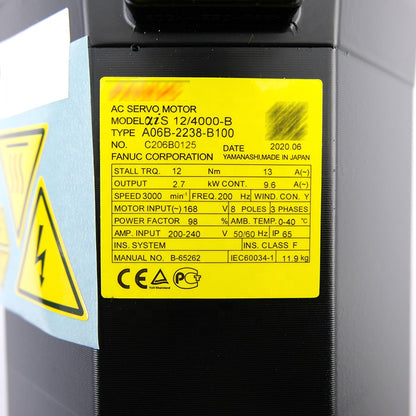 AC SERVO MOTOR
MODEL αiS 12/4000-B
TYPE A06B-2238-B100
NO. C206B0125 2020.06
FANUC CORPORATION YAMANASHI,MADE IN JAPAN
STALL TRQ. 12 Nm 13 A(~)
OUTPUT 2.7 kW CONT. 9.6 A(~)
SPEED 3000 min⁻¹ FREQ. 200 Hz WIND. CON. Y
MOTOR INPUT(~) 168 V 8 POLES 3 PHASES
POWER FACTOR 98 % AMB. TEMP. 0-40 ℃
AMP. INPUT 200-240 V 50/60 Hz IP 65
INS. SYSTEM INS. CLASS F
MANUAL NO. B-65262 IEC60034-1 11.9 kg
CE